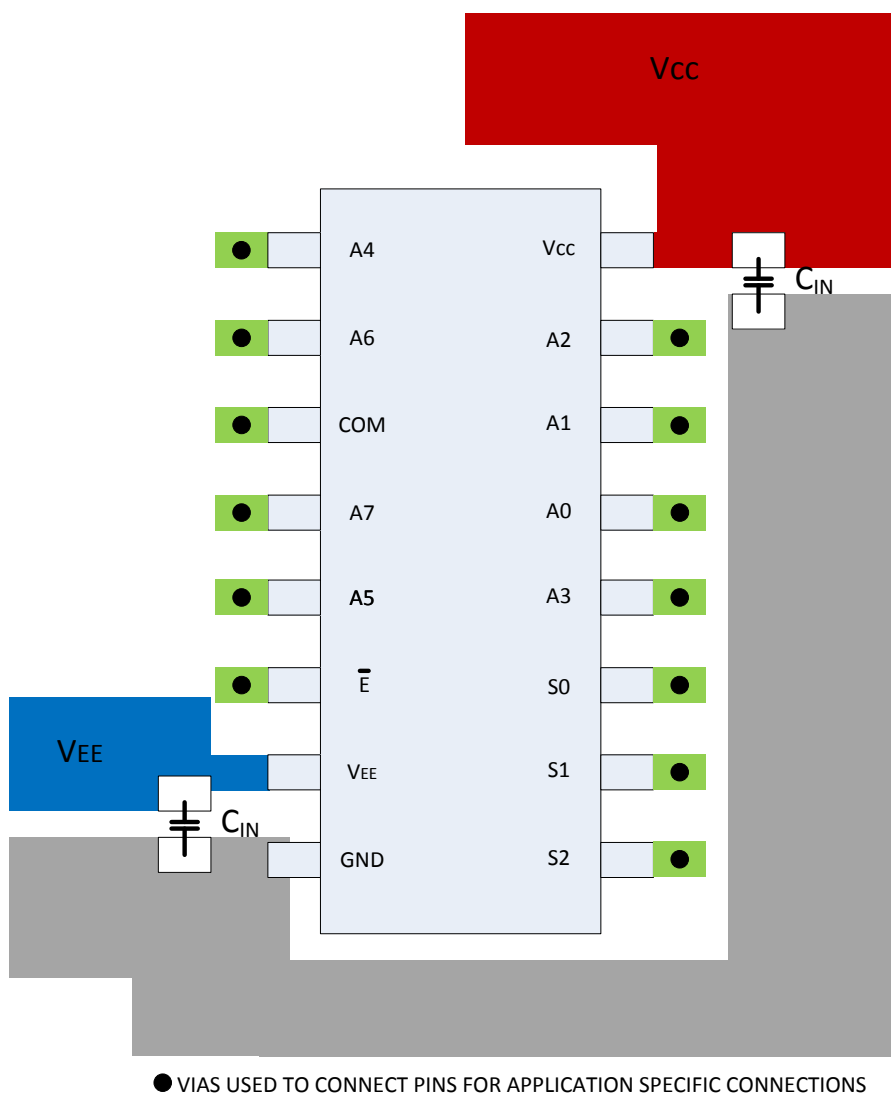 VCC
A4 Vcc
CIN
A6 A2
COM A1
A7 A0
A5 A3
E̅ S0
VEE
VEE S1
CIN
GND S2
● VIAS USED TO CONNECT PINS FOR APPLICATION SPECIFIC CONNECTIONS